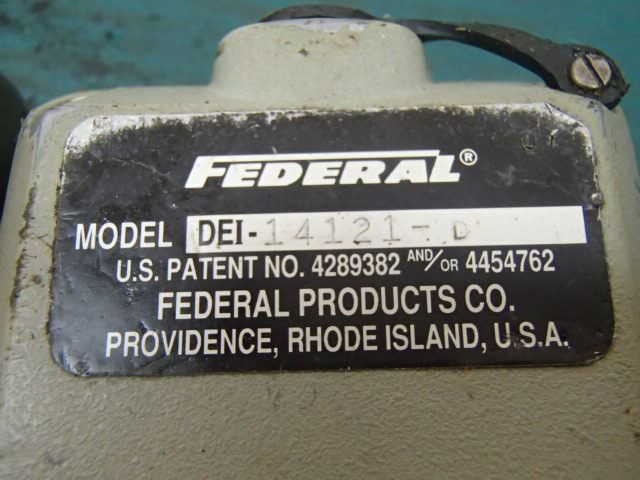 FEDERAL®
MODEL DEI-14121-D
U.S. PATENT NO. 4289382 AND/OR 4454762
FEDERAL PRODUCTS CO.
PROVIDENCE, RHODE ISLAND, U.S.A.